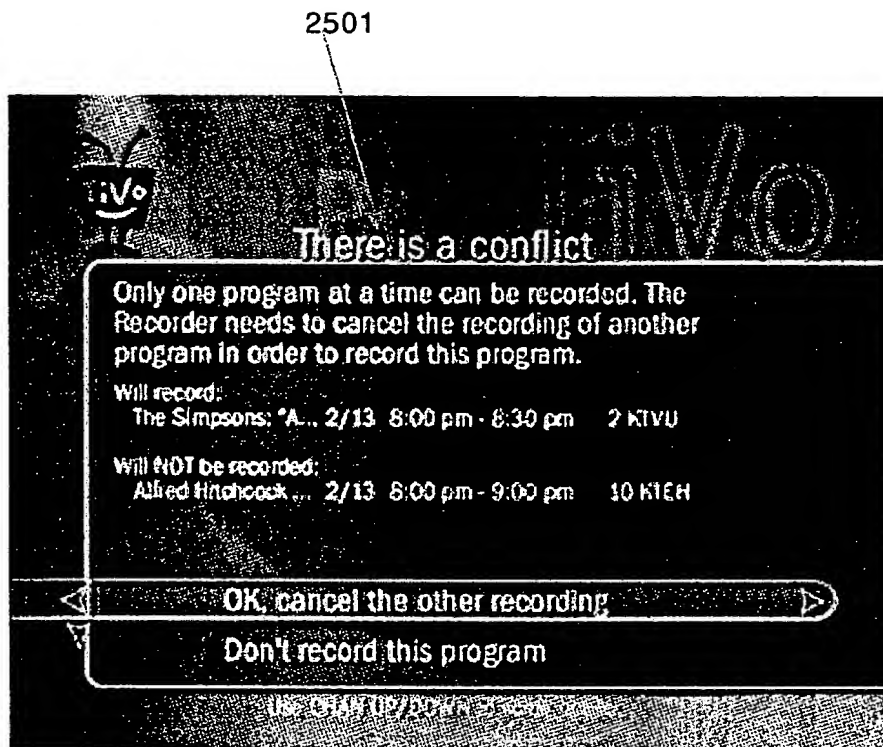 2501
TiVo
TiVo
There is a conflict
Only one program at a time can be recorded. The
Recorder needs to cancel the recording of another
program in order to record this program.
Will record:
The Simpsons: "A... 2/13 8:00 pm - 8:30 pm 2 KTVU
Will NOT be recorded:
Alfred Hitchcock ... 2/13 8:00 pm - 9:00 pm 10 KTEH
OK, cancel the other recording
Don't record this program
CHAN UP/DOWN